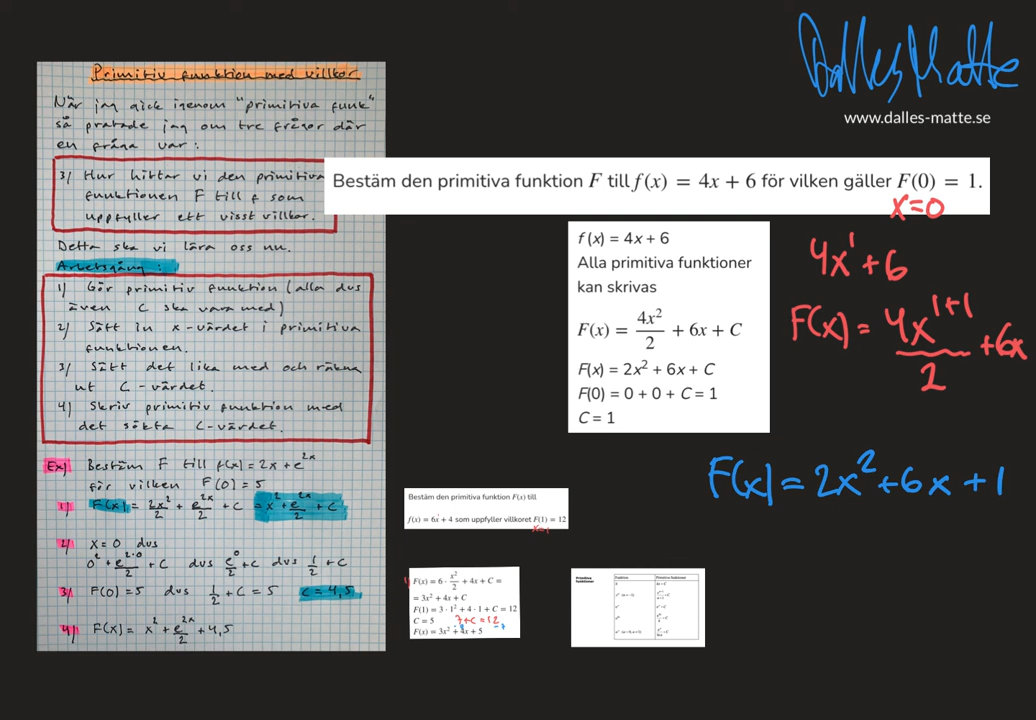 Dalles Matte
www.dalles-matte.se
Primitiv funktion med villkor
När jag gick igenom "primitiva funk"
så pratade jag om tre frågor där
en fråga var:
3) Hur hittar vi den primitiva
funktionen F till f som
uppfyller ett visst villkor.
Detta ska vi lära oss nu.
Arbetsgång:
1) Gör primitiv funktion (alla dvs
även C ska vara med)
2) Sätt in x-värdet i primitiva
funktionen.
3) Sätt det lika med och räkna
ut C-värdet.
4) Skriv primitiv funktion med
det sökta C-värdet.
Ex) Bestäm F till f(x) = 2x + e^{2x}
för vilken F(0) = 5
1) F(x) = 2x²/2 + e^{2x}/2 + C = x² + e^{2x}/2 + C
2) x = 0 dvs
0² + e^{2·0}/2 + C dvs e⁰/2 + C dvs 1/2 + C
3) F(0) = 5 dvs 1/2 + C = 5 C = 4,5
4) F(x) = x² + e^{2x}/2 + 4,5
Bestäm den primitiva funktion F till f(x) = 4x + 6 för vilken gäller F(0) = 1.
x=0
f(x) = 4x + 6
Alla primitiva funktioner
kan skrivas
F(x) = 4x²/2 + 6x + C
F(x) = 2x² + 6x + C
F(0) = 0 + 0 + C = 1
C = 1
4x¹+6
F(x) = 4x^{1+1}/2 + 6x
F(x) = 2x² + 6x + 1
Bestäm den primitiva funktion F(x) till
f(x) = 6x¹ + 4 som uppfyller villkoret F(1) = 12
F(x) = 6 · x²/2 + 4x + C =
= 3x² + 4x + C
F(1) = 3 · 1² + 4 · 1 + C = 12
C = 5 7+C = 12
F(x) = 3x² + 4x + 5
Primitiva
funktioner
Funktion Primitiva funktioner